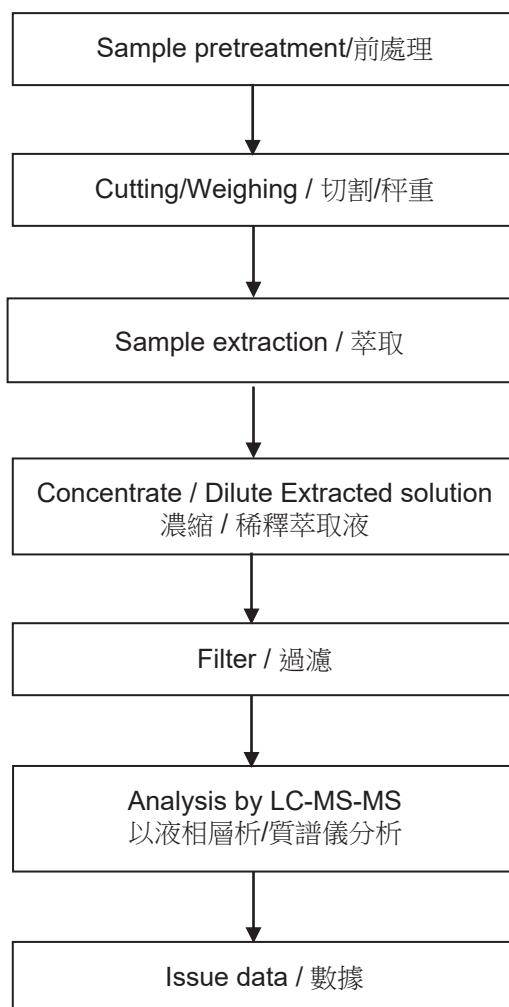 Sample pretreatment/前處理
Cutting/Weighing / 切割/秤重
Sample extraction / 萃取
Concentrate / Dilute Extracted solution
濃縮 / 稀釋萃取液
Filter / 過濾
Analysis by LC-MS-MS
以液相層析/質譜儀分析
Issue data / 數據